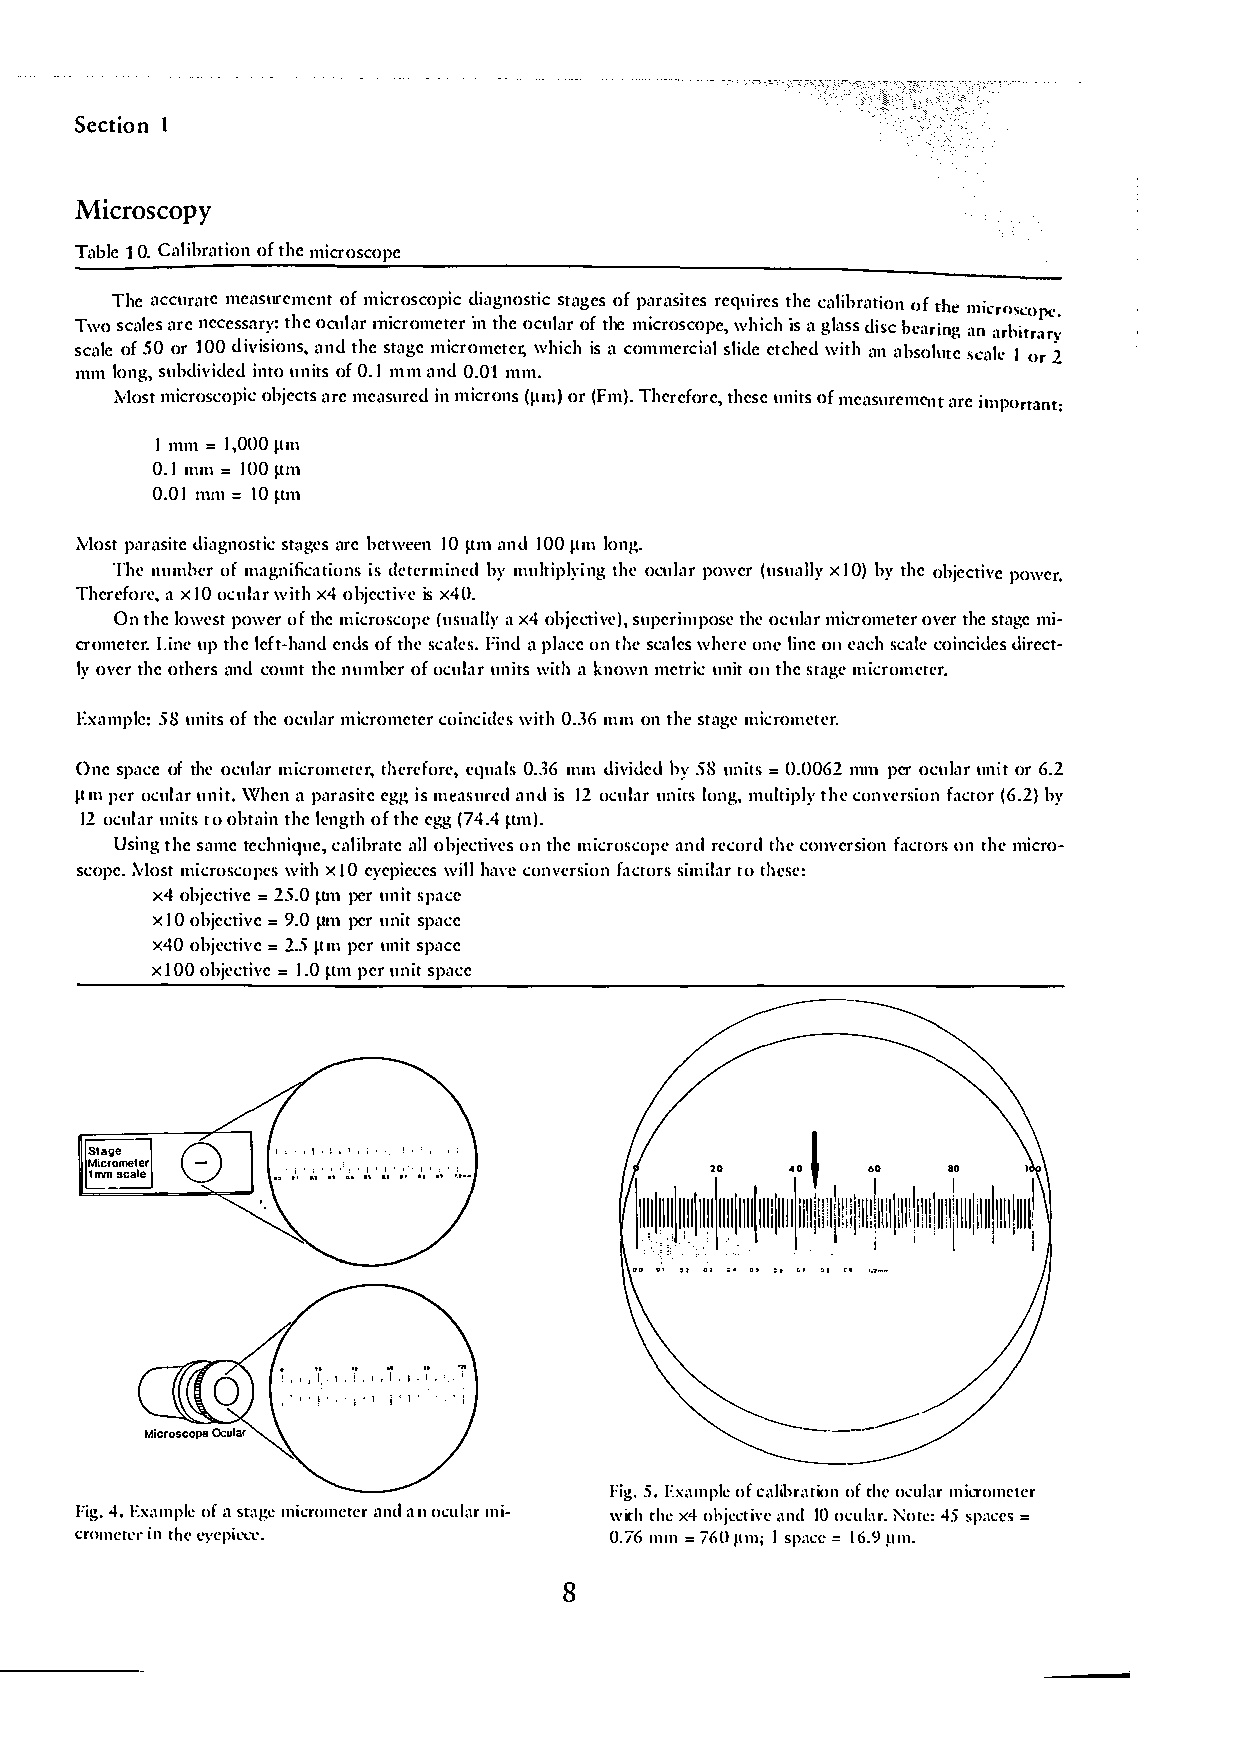 Section 1
Microscopy
Table 10. Calibration of the microscope
The accurate measurement of microscopic diagnostic stages of parasites requires the calibration of the microscope.
Two scales are necessary: the ocular micrometer in the ocular of the microscope, which is a glass disc bearing an arbitrary
scale of 50 or 100 divisions, and the stage micrometer, which is a commercial slide etched with an absolute scale 1 or 2
mm long, subdivided into units of 0.1 mm and 0.01 mm.
Most microscopic objects are measured in microns (µm) or (Fm). Therefore, these units of measurement are important:
1 mm = 1,000 µm
0.1 mm = 100 µm
0.01 mm = 10 µm
Most parasite diagnostic stages are between 10 µm and 100 µm long.
The number of magnifications is determined by multiplying the ocular power (usually ×10) by the objective power.
Therefore, a ×10 ocular with ×4 objective is ×40.
On the lowest power of the microscope (usually a ×4 objective), superimpose the ocular micrometer over the stage mi-
crometer. Line up the left-hand ends of the scales. Find a place on the scales where one line on each scale coincides direct-
ly over the others and count the number of ocular units with a known metric unit on the stage micrometer.
Example: 58 units of the ocular micrometer coincides with 0.36 mm on the stage micrometer.
One space of the ocular micrometer, therefore, equals 0.36 mm divided by 58 units = 0.0062 mm per ocular unit or 6.2
µm per ocular unit. When a parasite egg is measured and is 12 ocular units long, multiply the conversion factor (6.2) by
12 ocular units to obtain the length of the egg (74.4 µm).
Using the same technique, calibrate all objectives on the microscope and record the conversion factors on the micro-
scope. Most microscopes with ×10 eyepieces will have conversion factors similar to these:
×4 objective = 25.0 µm per unit space
×10 objective = 9.0 µm per unit space
×40 objective = 2.5 µm per unit space
×100 objective = 1.0 µm per unit space
Stage
Micrometer
1mm scale
Microscope Ocular
0 20 40 60 80 100
Fig. 4. Example of a stage micrometer and an ocular mi-
crometer in the eyepiece.
Fig. 5. Example of calibration of the ocular micrometer
with the ×4 objective and 10 ocular. Note: 45 spaces =
0.76 mm = 760 µm; 1 space = 16.9 µm.
8